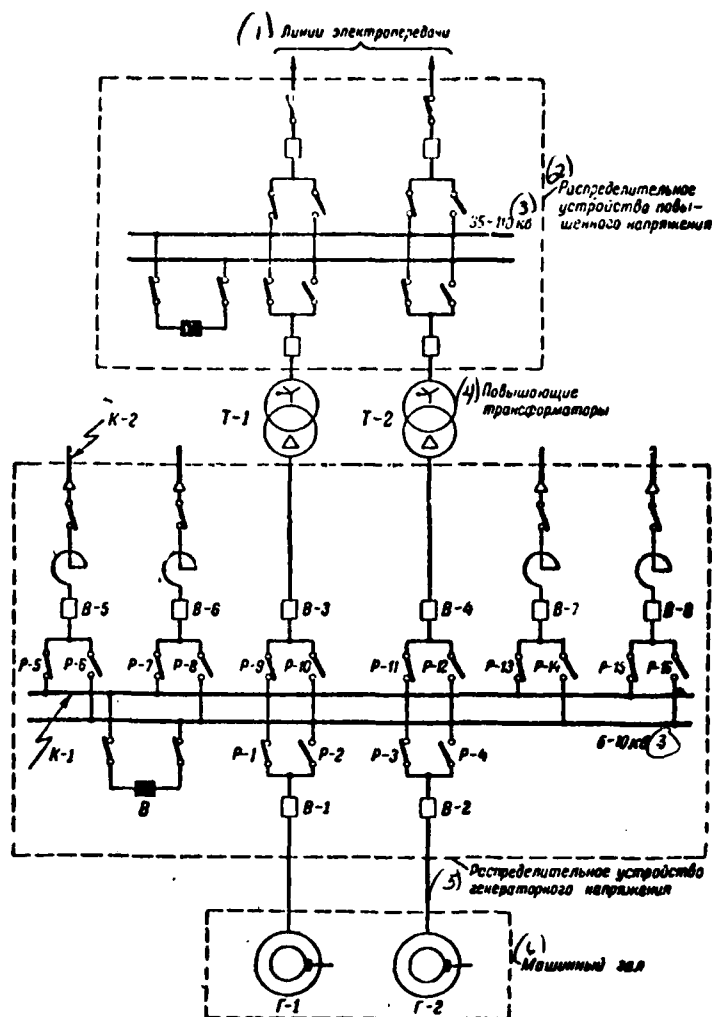 (1) Линии электропередачи
(2)
Распределительное
устройство повы-
шенного напряжения
35-110 кв (3)
(4) Повышающие
трансформаторы
Т-1
Т-2
К-2
В-5
В-6
В-3
В-4
В-7
В-8
Р-5
Р-6
Р-7
Р-8
Р-9
Р-10
Р-11
Р-12
Р-13
Р-14
Р-15
Р-16
К-1
6-10 кв (3)
Р-1
Р-2
Р-3
Р-4
В
В-1
В-2
(5) Распределительное устройство
генераторного напряжения
(6)
Машинный зал
Г-1
Г-2